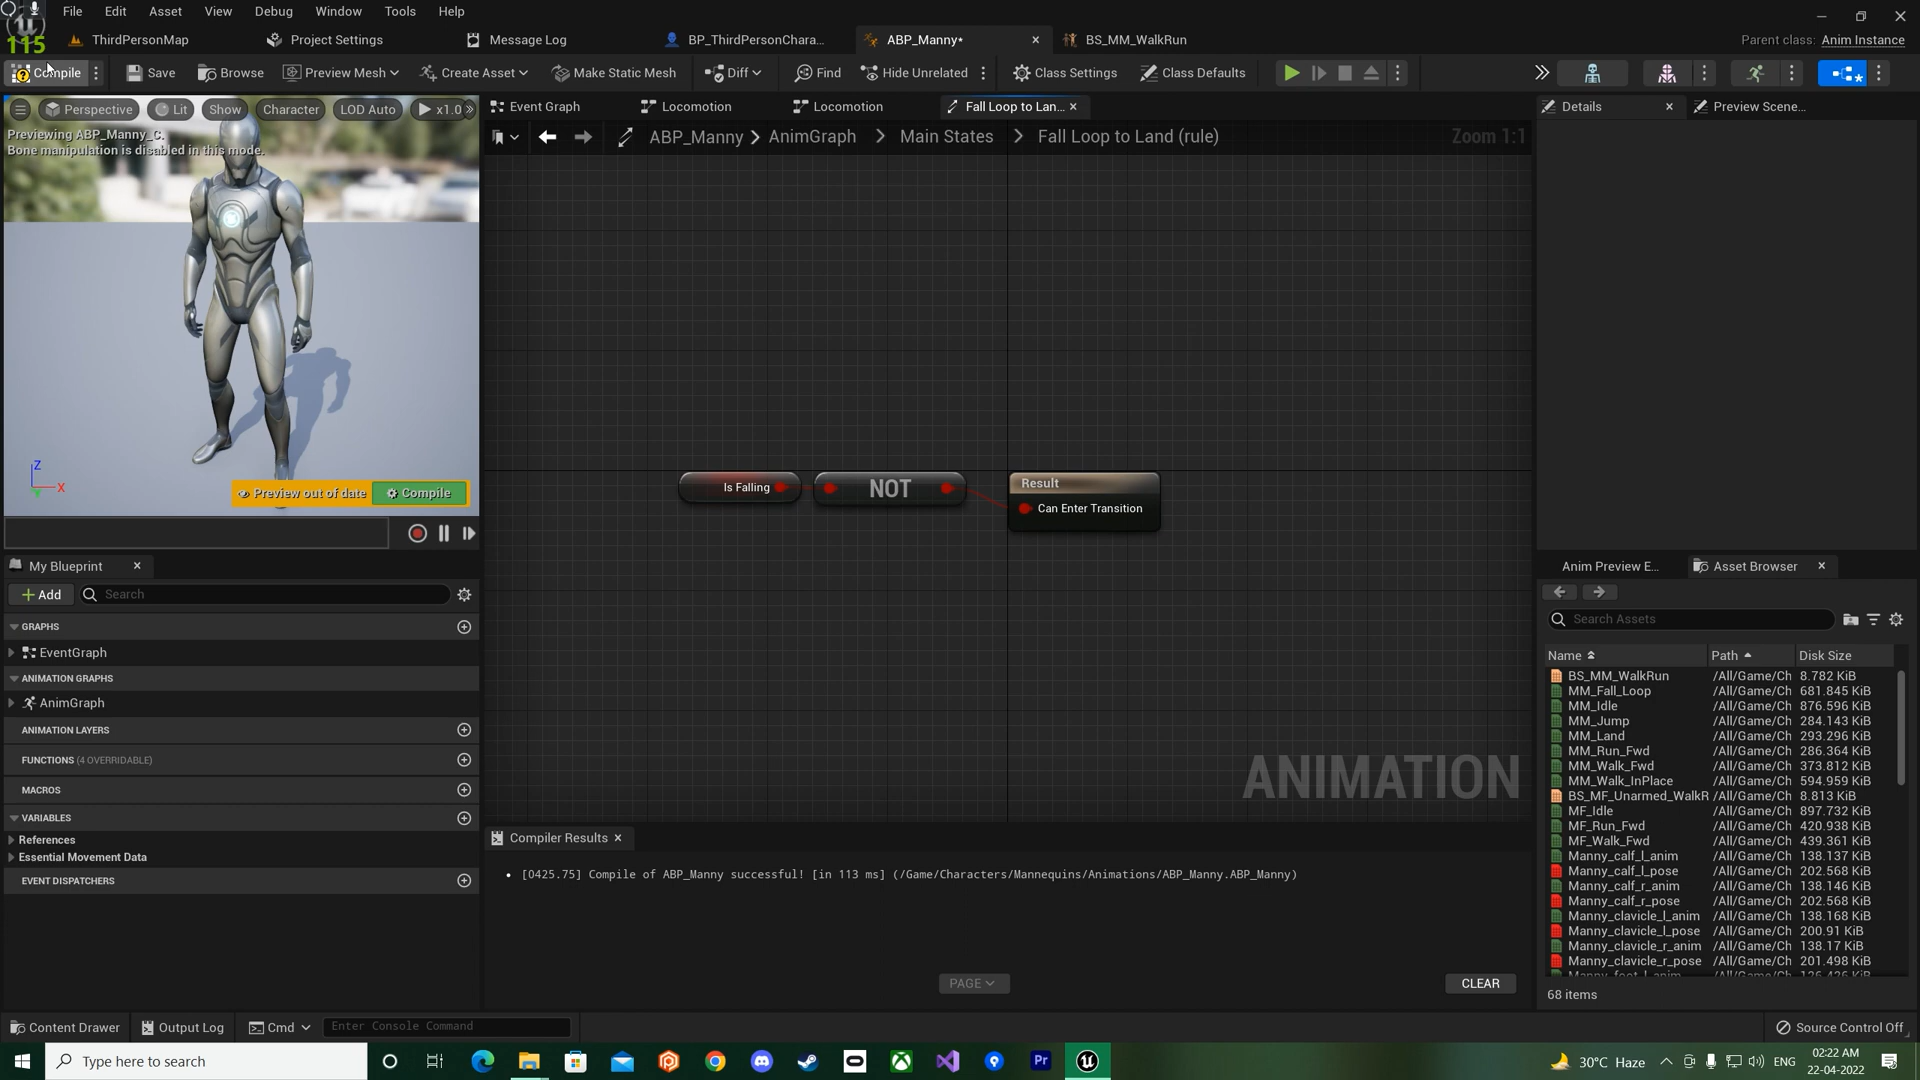 File Edit Asset View Debug Window Tools Help
115
ThirdPersonMap Project Settings Message Log BP_ThirdPersonChara... ABP_Manny* BS_MM_WalkRun Parent class: Anim Instance
Compile Save Browse Preview Mesh Create Asset Make Static Mesh Diff Find Hide Unrelated Class Settings Class Defaults
Perspective Lit Show Character LOD Auto x1.0
Previewing ABP_Manny_C.
Bone manipulation is disabled in this mode.
Z
X
Preview out of date Compile
Event Graph Locomotion Locomotion Fall Loop to Lan...
ABP_Manny > AnimGraph > Main States > Fall Loop to Land (rule) Zoom 1:1
Is Falling NOT Result
Can Enter Transition
ANIMATION
Compiler Results
• [0425.75] Compile of ABP_Manny successful! [in 113 ms] (/Game/Characters/Mannequins/Animations/ABP_Manny.ABP_Manny)
PAGE CLEAR
My Blueprint
+ Add Search
GRAPHS
EventGraph
ANIMATION GRAPHS
AnimGraph
ANIMATION LAYERS
FUNCTIONS (4 OVERRIDABLE)
MACROS
VARIABLES
References
Essential Movement Data
EVENT DISPATCHERS
Details Preview Scene...
Anim Preview E... Asset Browser
Search Assets
Name Path Disk Size
BS_MM_WalkRun /All/Game/Ch 8.782 KiB
MM_Fall_Loop /All/Game/Ch 681.845 KiB
MM_Idle /All/Game/Ch 876.596 KiB
MM_Jump /All/Game/Ch 284.143 KiB
MM_Land /All/Game/Ch 293.296 KiB
MM_Run_Fwd /All/Game/Ch 286.364 KiB
MM_Walk_Fwd /All/Game/Ch 373.812 KiB
MM_Walk_InPlace /All/Game/Ch 594.959 KiB
BS_MF_Unarmed_WalkR /All/Game/Ch 8.813 KiB
MF_Idle /All/Game/Ch 897.732 KiB
MF_Run_Fwd /All/Game/Ch 420.938 KiB
MF_Walk_Fwd /All/Game/Ch 439.361 KiB
Manny_calf_l_anim /All/Game/Ch 138.137 KiB
Manny_calf_l_pose /All/Game/Ch 202.568 KiB
Manny_calf_r_anim /All/Game/Ch 138.146 KiB
Manny_calf_r_pose /All/Game/Ch 202.568 KiB
Manny_clavicle_l_anim /All/Game/Ch 138.168 KiB
Manny_clavicle_l_pose /All/Game/Ch 200.91 KiB
Manny_clavicle_r_anim /All/Game/Ch 138.17 KiB
Manny_clavicle_r_pose /All/Game/Ch 201.498 KiB
Manny_foot_l_anim /All/Game/Ch 126.426 KiB
68 items
Content Drawer Output Log Cmd Enter Console Command Source Control Off
Type here to search Pr 30°C Haze ENG 02:22 AM
22-04-2022